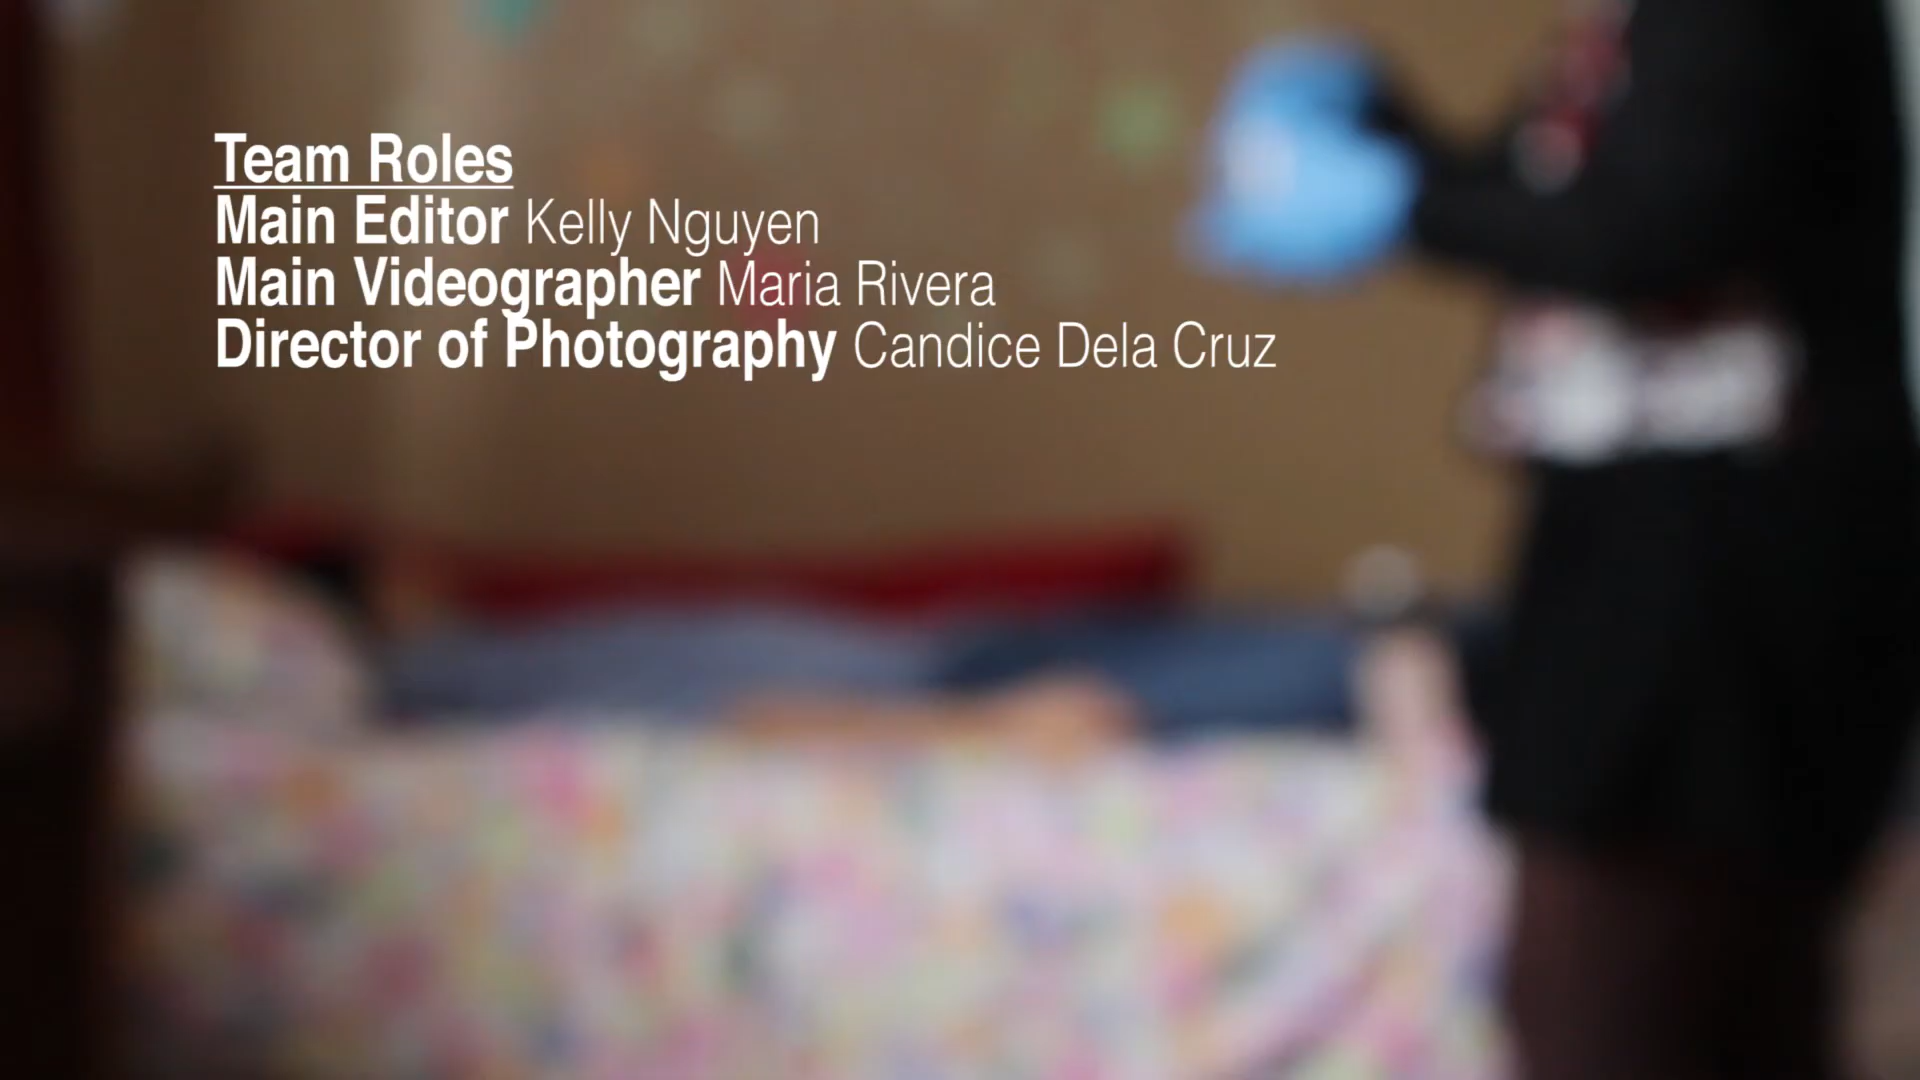 Team Roles
Main Editor Kelly Nguyen
Main Videographer Maria Rivera
Director of Photography Candice Dela Cruz